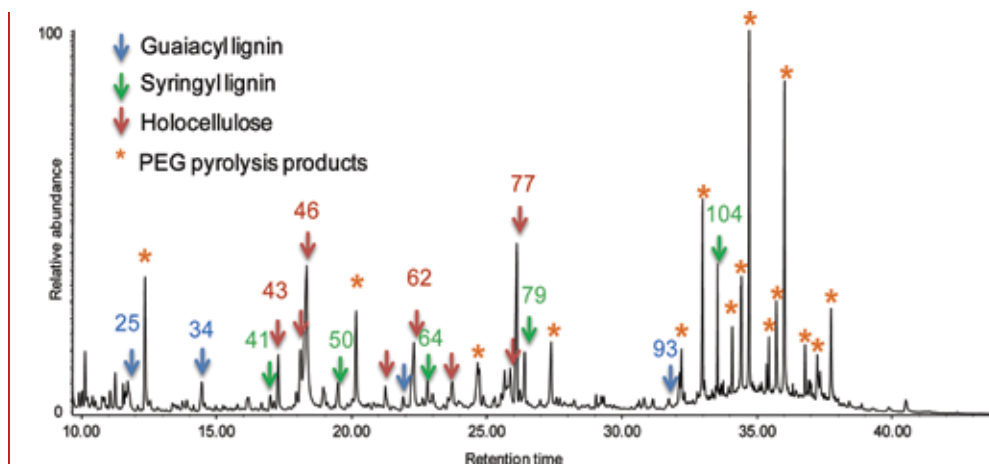 100
Guaiacyl lignin
Syringyl lignin
Holocellulose
* PEG pyrolysis products
Relative abundance
0
25
34
41
43
46
50
62
64
77
79
93
104
10.00 15.00 20.00 25.00 30.00 35.00 40.00
Retention time